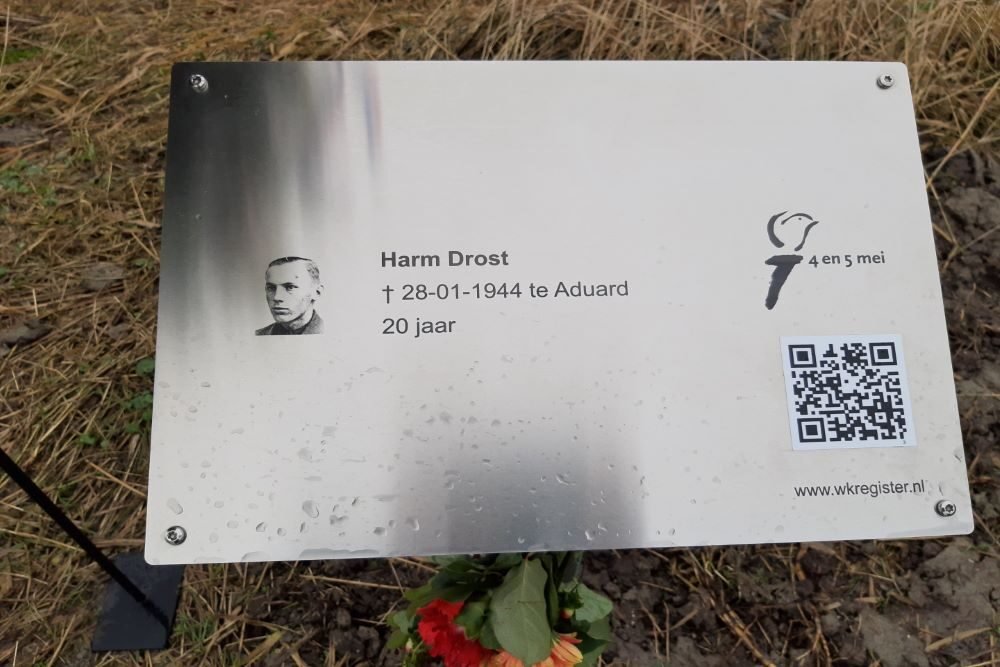 Harm Drost
† 28-01-1944 te Aduard
20 jaar
4 en 5 mei
www.wkregister.nl